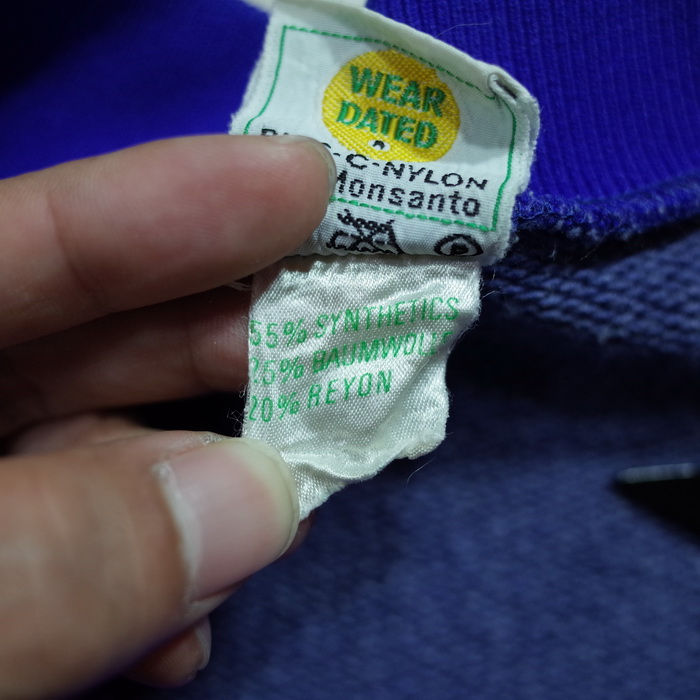 WEAR
DATED
®
-C-NYLON
Monsanto
P
55% SYNTHETICS
25% BAUMWOLLE
20% REYON